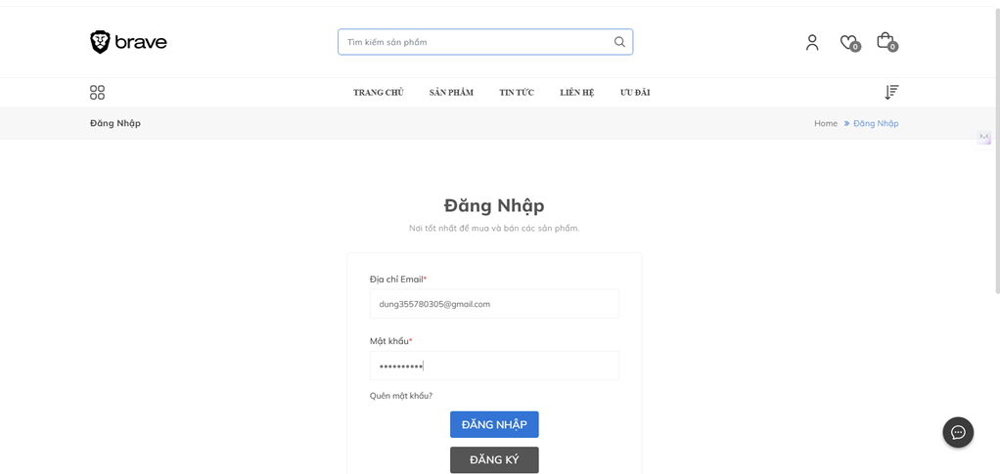 brave
Tìm kiếm sản phẩm
0
0
TRANG CHỦ SẢN PHẨM TIN TỨC LIÊN HỆ ƯU ĐÃI
Đăng Nhập
Home » Đăng Nhập
Đăng Nhập
Nơi tốt nhất để mua và bán các sản phẩm.
Địa chỉ Email*
dung355780305@gmail.com
Mật khẩu*
••••••••••
Quên mật khẩu?
ĐĂNG NHẬP
ĐĂNG KÝ